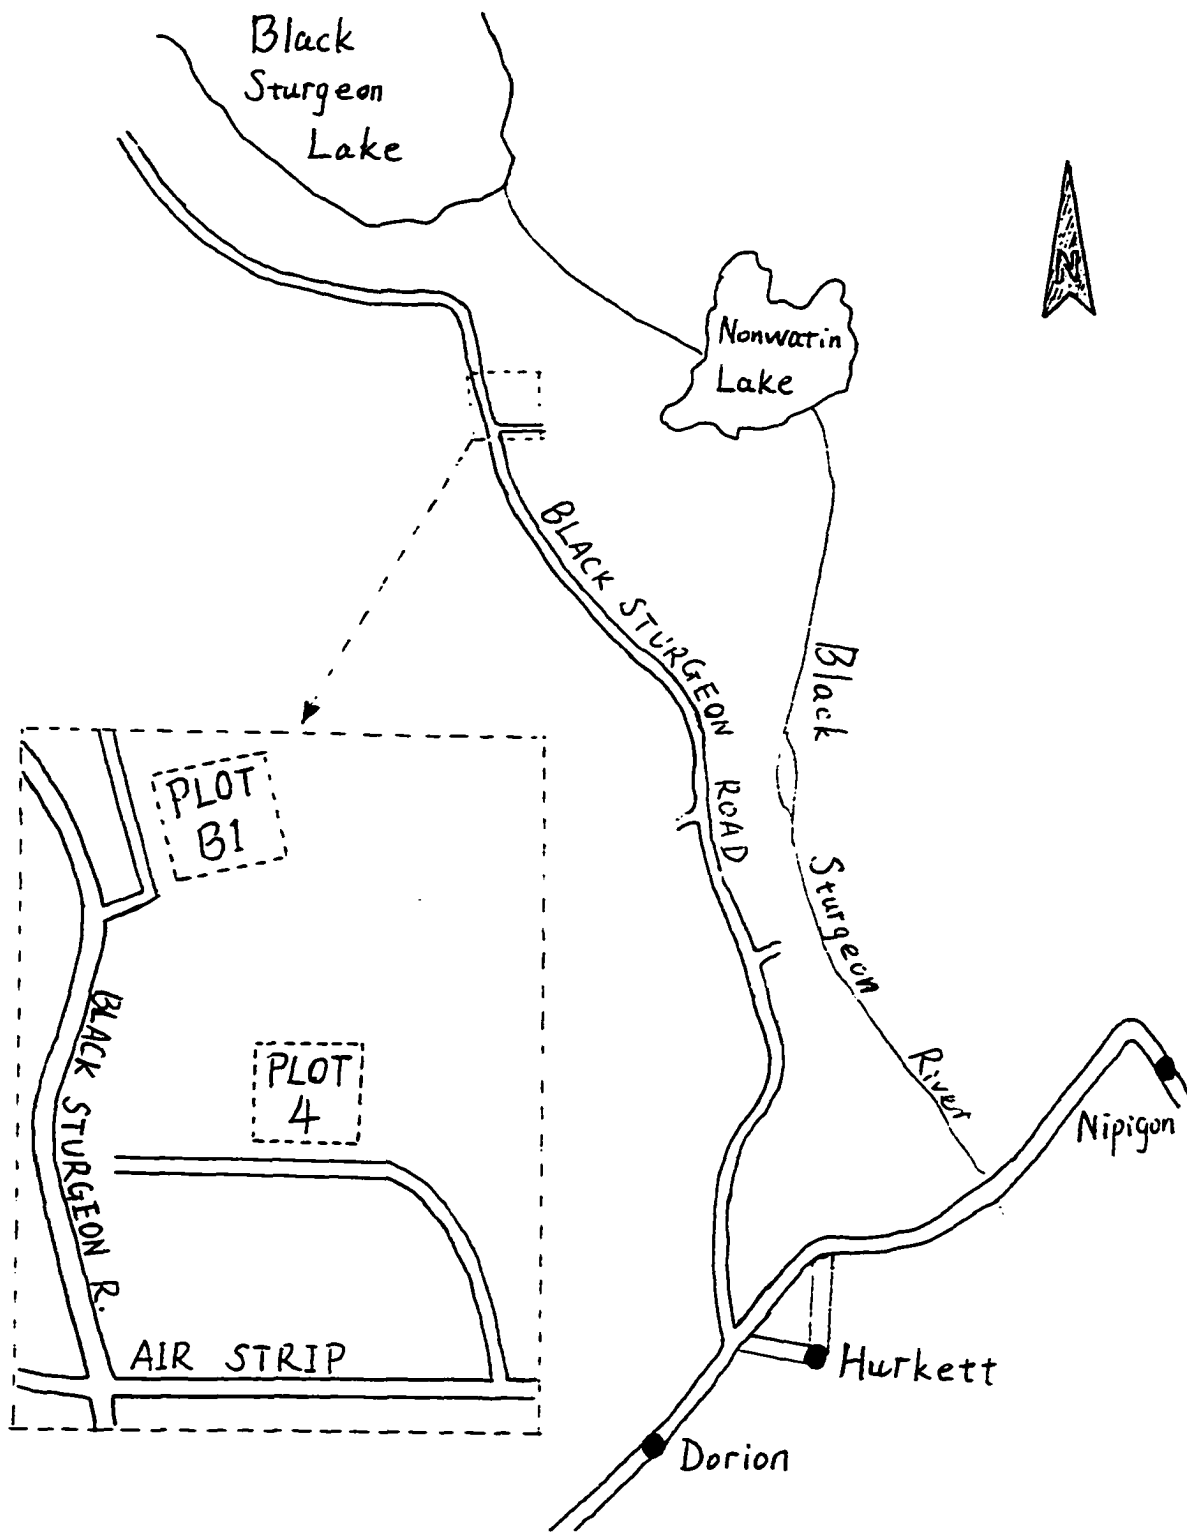 Black
Sturgeon
Lake
N
Nonwatin
Lake
BLACK STURGEON ROAD
Black Sturgeon River
PLOT
B1
BLACK STURGEON R.
PLOT
4
Nipigon
AIR STRIP
Hurkett
Dorion